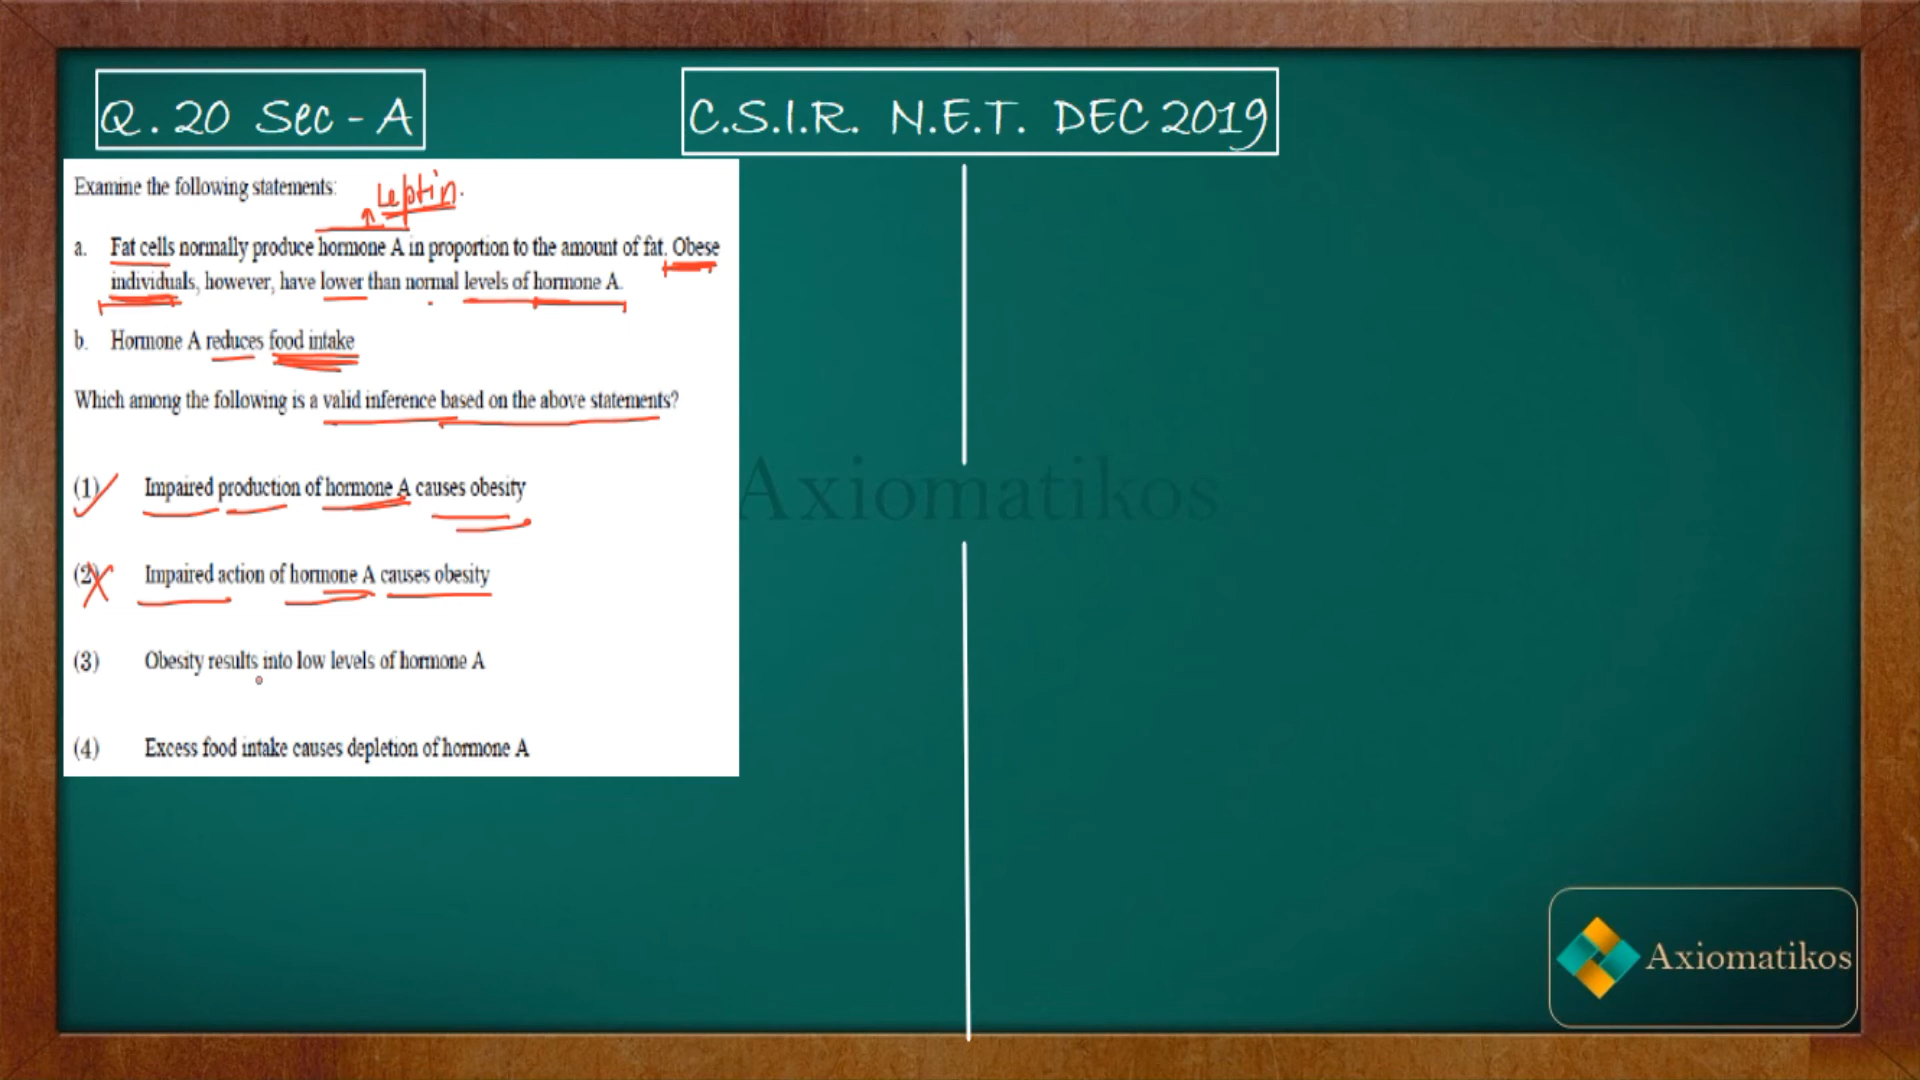 Q. 20 Sec - A
C.S.I.R. N.E.T. DEC 2019
Examine the following statements:
Leptin.
a. Fat cells normally produce hormone A in proportion to the amount of fat. Obese
individuals, however, have lower than normal levels of hormone A.
b. Hormone A reduces food intake
Which among the following is a valid inference based on the above statements?
(1) Impaired production of hormone A causes obesity
(2) Impaired action of hormone A causes obesity
(3) Obesity results into low levels of hormone A
(4) Excess food intake causes depletion of hormone A
Axiomatikos
Axiomatikos